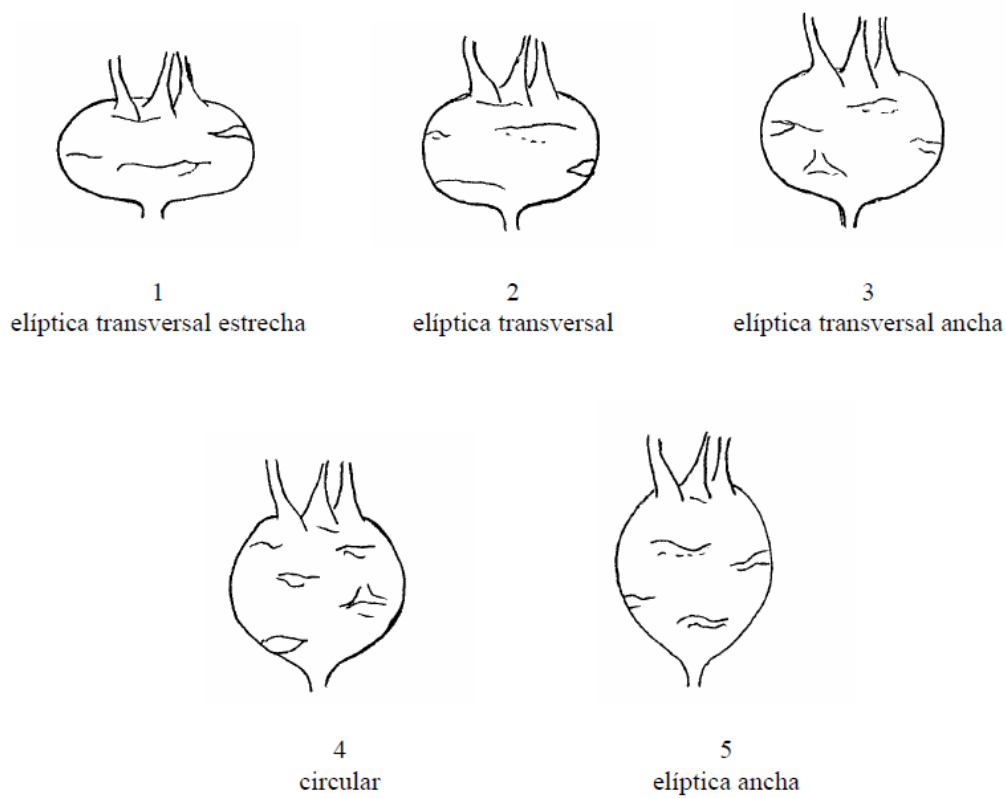 1
elíptica transversal estrecha
2
elíptica transversal
3
elíptica transversal ancha
4
circular
5
elíptica ancha